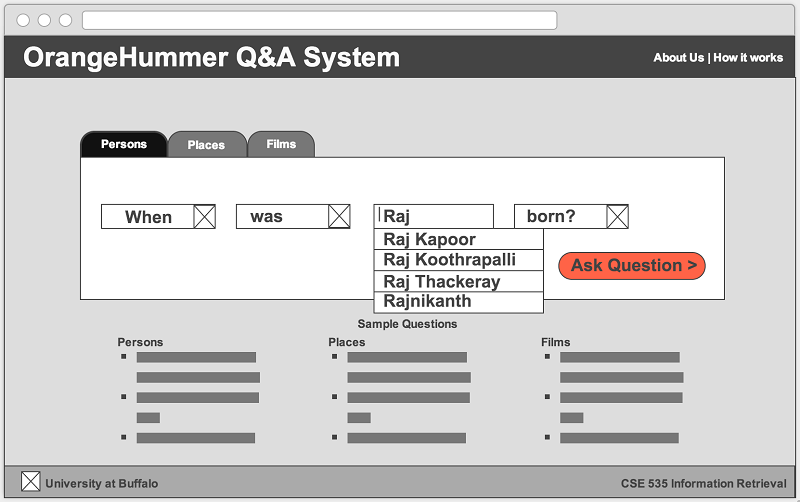 OrangeHummer Q&A System
About Us | How it works
Persons Places Films
When was Raj born?
Raj Kapoor
Raj Koothrapalli
Raj Thackeray
Rajnikanth
Ask Question >
Sample Questions
Persons Places Films
University at Buffalo
CSE 535 Information Retrieval